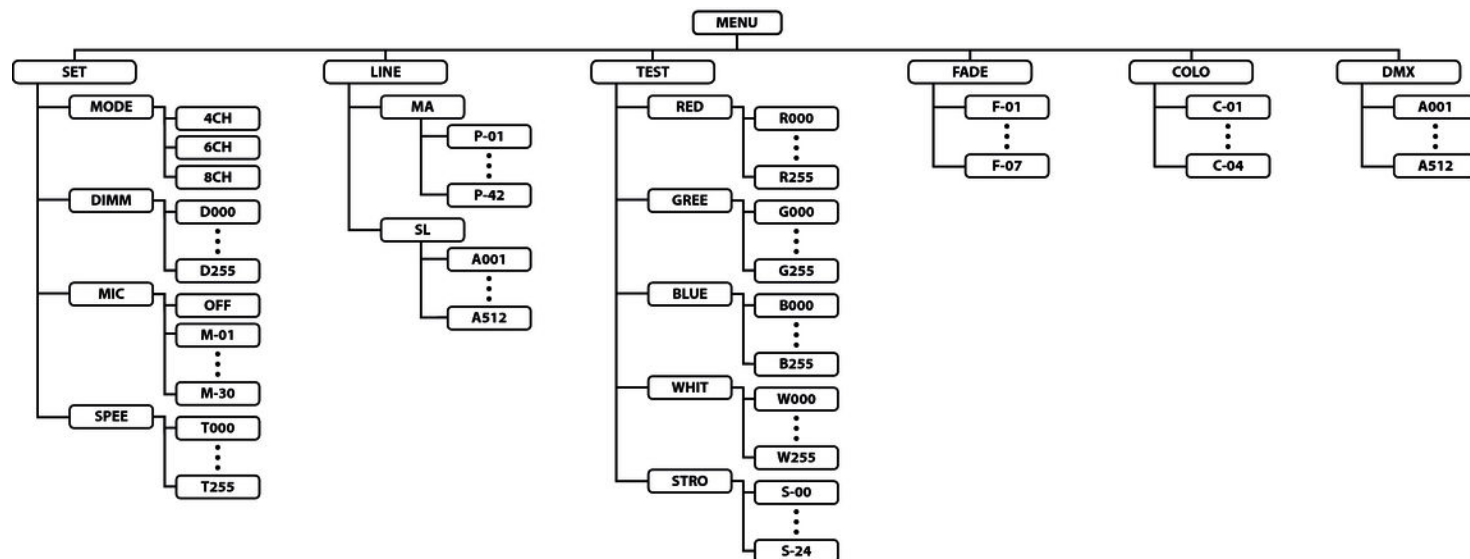 MENU
SET
MODE
4CH
6CH
8CH
DIMM
D000
D255
MIC
OFF
M-01
M-30
SPEE
T000
T255
LINE
MA
P-01
P-42
SL
A001
A512
TEST
RED
R000
R255
GREE
G000
G255
BLUE
B000
B255
WHIT
W000
W255
STRO
S-00
S-24
FADE
F-01
F-07
COLO
C-01
C-04
DMX
A001
A512